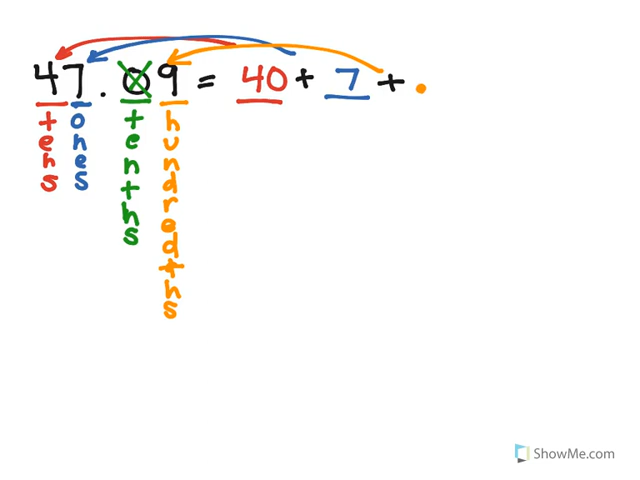 47.09 = 40 + 7 + .
tens
ones
tenths
hundredths
ShowMe.com